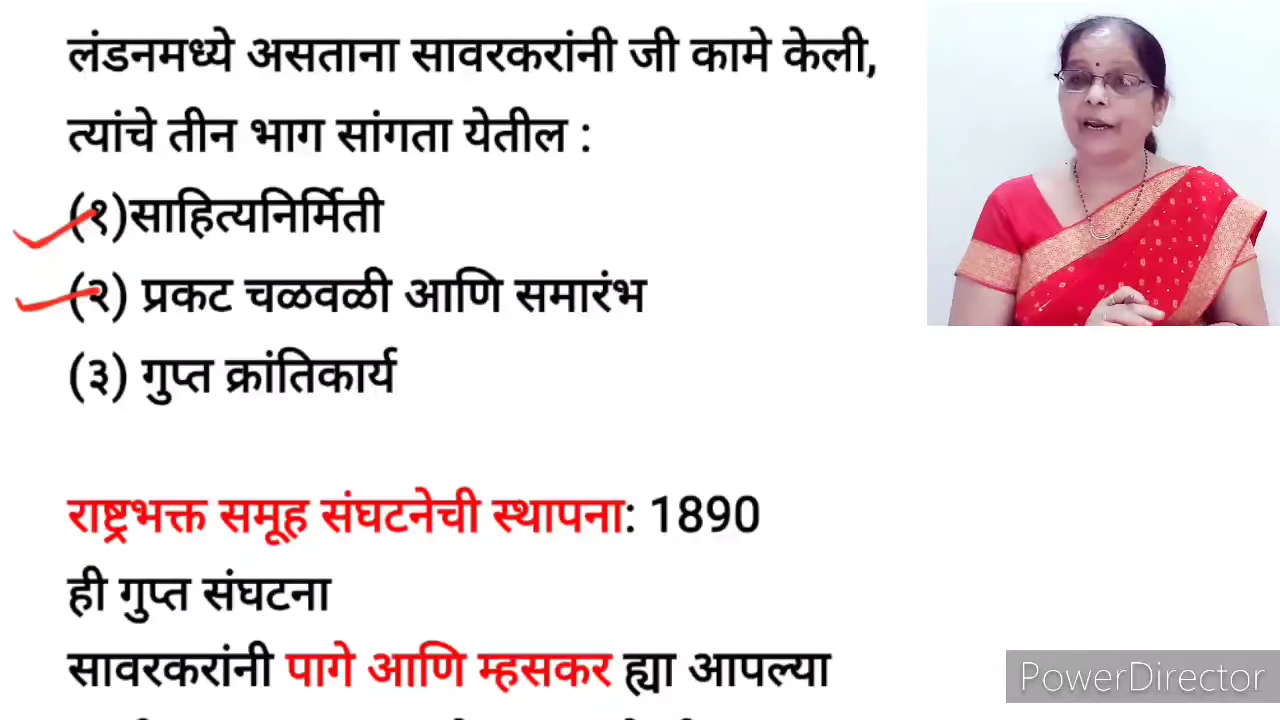 लंडनमध्ये असताना सावरकरांनी जी कामे केली,
त्यांचे तीन भाग सांगता येतील :
(१)साहित्यनिर्मिती
(२) प्रकट चळवळी आणि समारंभ
(३) गुप्त क्रांतिकार्य
राष्ट्रभक्त समूह संघटनेची स्थापना: 1890
ही गुप्त संघटना
सावरकरांनी पागे आणि म्हसकर ह्या आपल्या
PowerDirector